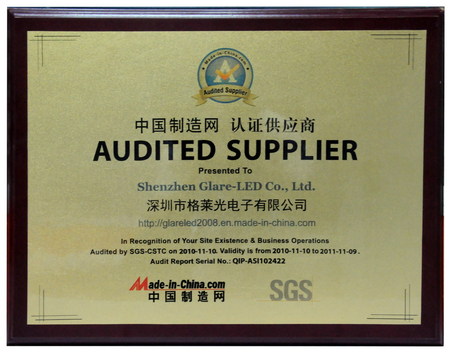 Made-in-China.com
Audited Supplier
中国制造网 认证供应商
AUDITED SUPPLIER
Presented To
Shenzhen Glare-LED Co., Ltd.
深圳市格莱光电子有限公司
http://glareled2008.en.made-in-china.com/
In Recognition of Your Site Existence & Business Operations
Audited by SGS-CSTC on 2010-11-10. Validity is from 2010-11-10 to 2011-11-09 .
Audit Report Serial No.: QIP-ASI102422
Made-in-China.com
中国制造网
SGS